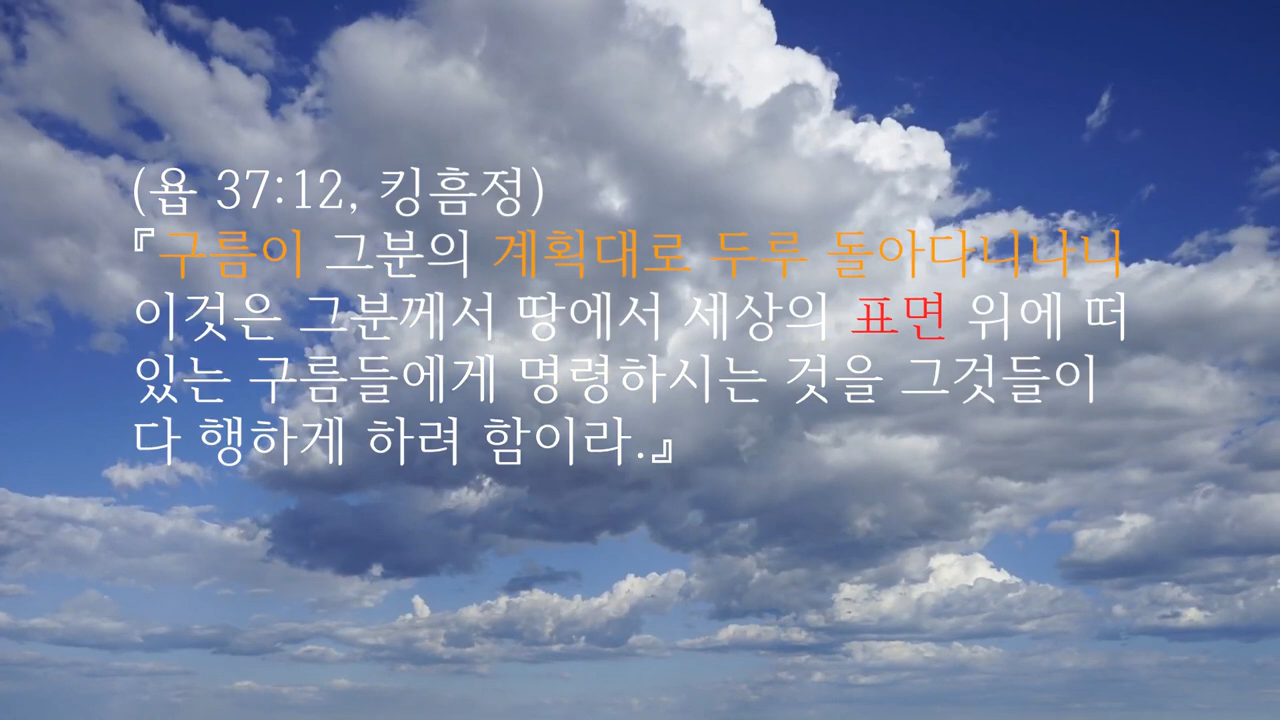 (욥 37:12, 킹흠정)
『구름이 그분의 계획대로 두루 돌아다니나니
이것은 그분께서 땅에서 세상의 표면 위에 떠
있는 구름들에게 명령하시는 것을 그것들이
다 행하게 하려 함이라.』